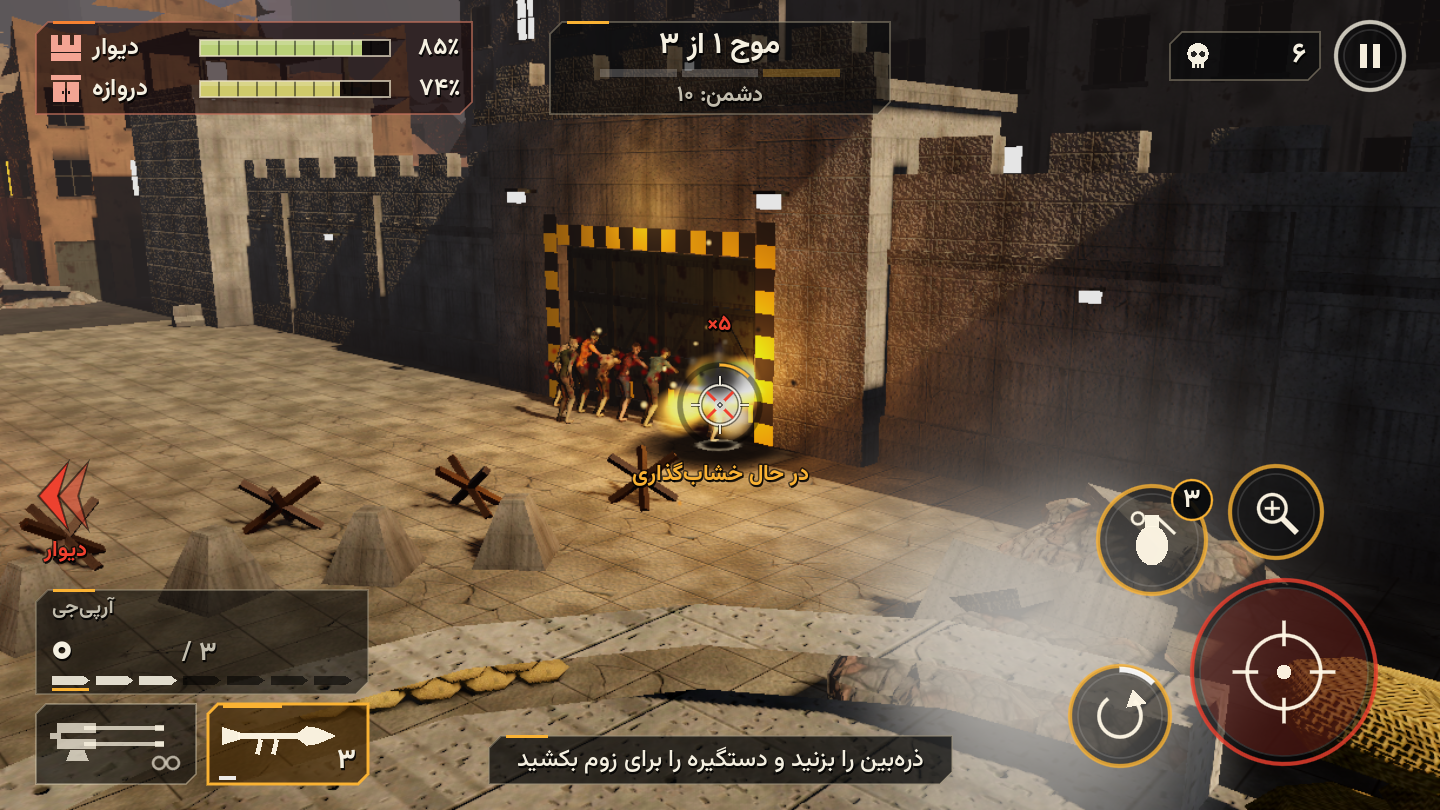 دیوار ۸۵٪
دروازه ۷۴٪
موج ۱ از ۳
دشمن: ۱۰
۶
×۵
در حال خشاب‌گذاری
دیوار
۳
آرپی‌جی
۰ / ۳
∞
۳
ذره‌بین را بزنید و دستگیره را برای زوم بکشید